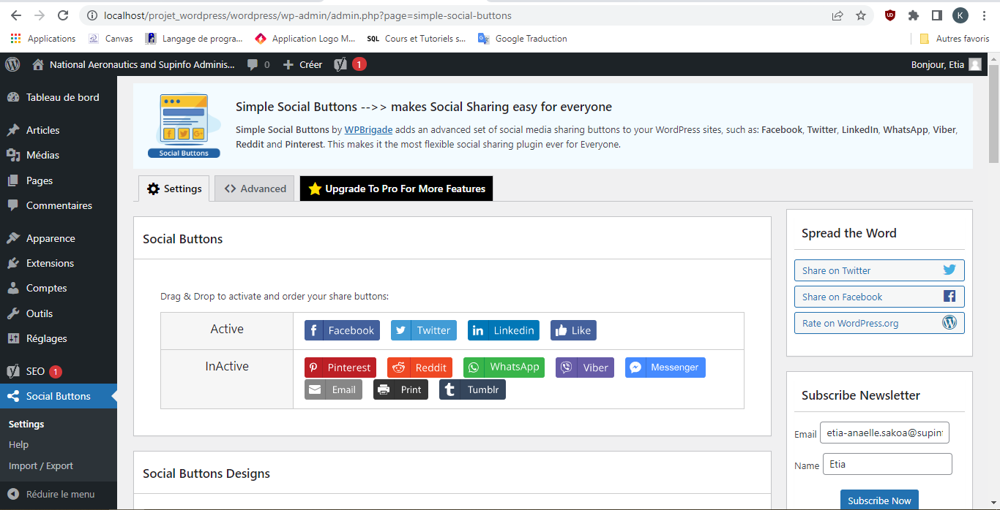 localhost/projet_wordpress/wordpress/wp-admin/admin.php?page=simple-social-buttons
K
Applications
Canvas
Langage de progra...
Application Logo M...
SQL
Cours et Tutoriels s...
Google Traduction
Autres favoris
National Aeronautics and Supinfo Adminis...
0
Créer
1
Bonjour, Etia
Tableau de bord
Articles
Médias
Pages
Commentaires
Apparence
Extensions
Comptes
Outils
Réglages
SEO 1
Social Buttons
Settings
Help
Import / Export
Réduire le menu
Social Buttons
Simple Social Buttons -->> makes Social Sharing easy for everyone
Simple Social Buttons by WPBrigade adds an advanced set of social media sharing buttons to your WordPress sites, such as: Facebook, Twitter, LinkedIn, WhatsApp, Viber,
Reddit and Pinterest. This makes it the most flexible social sharing plugin ever for Everyone.
Settings
Advanced
Upgrade To Pro For More Features
Social Buttons
Drag & Drop to activate and order your share buttons:
Active
Facebook
Twitter
Linkedin
Like
InActive
Pinterest
Reddit
WhatsApp
Viber
Messenger
Email
Print
Tumblr
Social Buttons Designs
Spread the Word
Share on Twitter
Share on Facebook
Rate on WordPress.org
Subscribe Newsletter
Email
etia-anaelle.sakoa@supin
Name
Etia
Subscribe Now